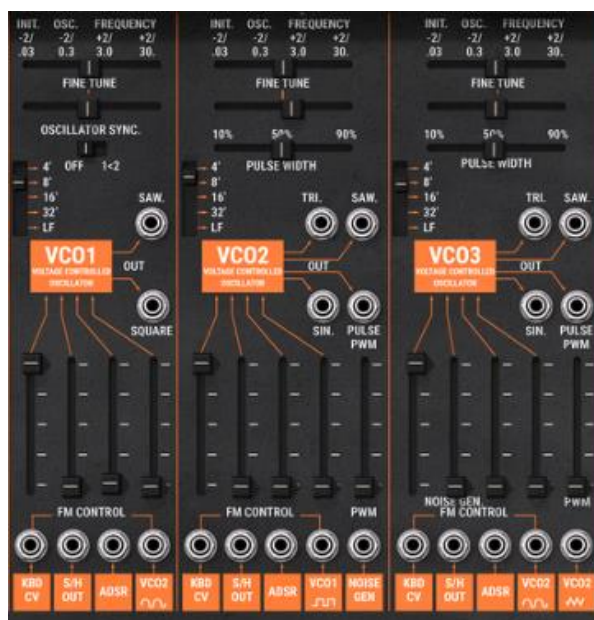 INIT. OSC. FREQUENCY
-2/ -2/ +2/ +2/
.03 0.3 3.0 30.
FINE TUNE
OSCILLATOR SYNC.
OFF 1<2
4'
8'
16'
32'
LF
SAW.
VCO1
VOLTAGE CONTROLLED
OSCILLATOR
OUT
SQUARE
FM CONTROL
KBD CV
S/H OUT
ADSR
VCO2
INIT. OSC. FREQUENCY
-2/ -2/ +2/ +2/
.03 0.3 3.0 30.
FINE TUNE
10% 50% 90%
PULSE WIDTH
4'
8'
16'
32'
LF
TRI. SAW.
VCO2
VOLTAGE CONTROLLED
OSCILLATOR
OUT
SIN. PULSE
PWM
FM CONTROL PWM
KBD CV
S/H OUT
ADSR
VCO1
NOISE GEN
INIT. OSC. FREQUENCY
-2/ -2/ +2/ +2/
.03 0.3 3.0 30.
FINE TUNE
10% 50% 90%
PULSE WIDTH
4'
8'
16'
32'
LF
TRI. SAW.
VCO3
VOLTAGE CONTROLLED
OSCILLATOR
OUT
SIN. PULSE
PWM
NOISE GEN. PWM
FM CONTROL
KBD CV
S/H OUT
ADSR
VCO2
VCO2